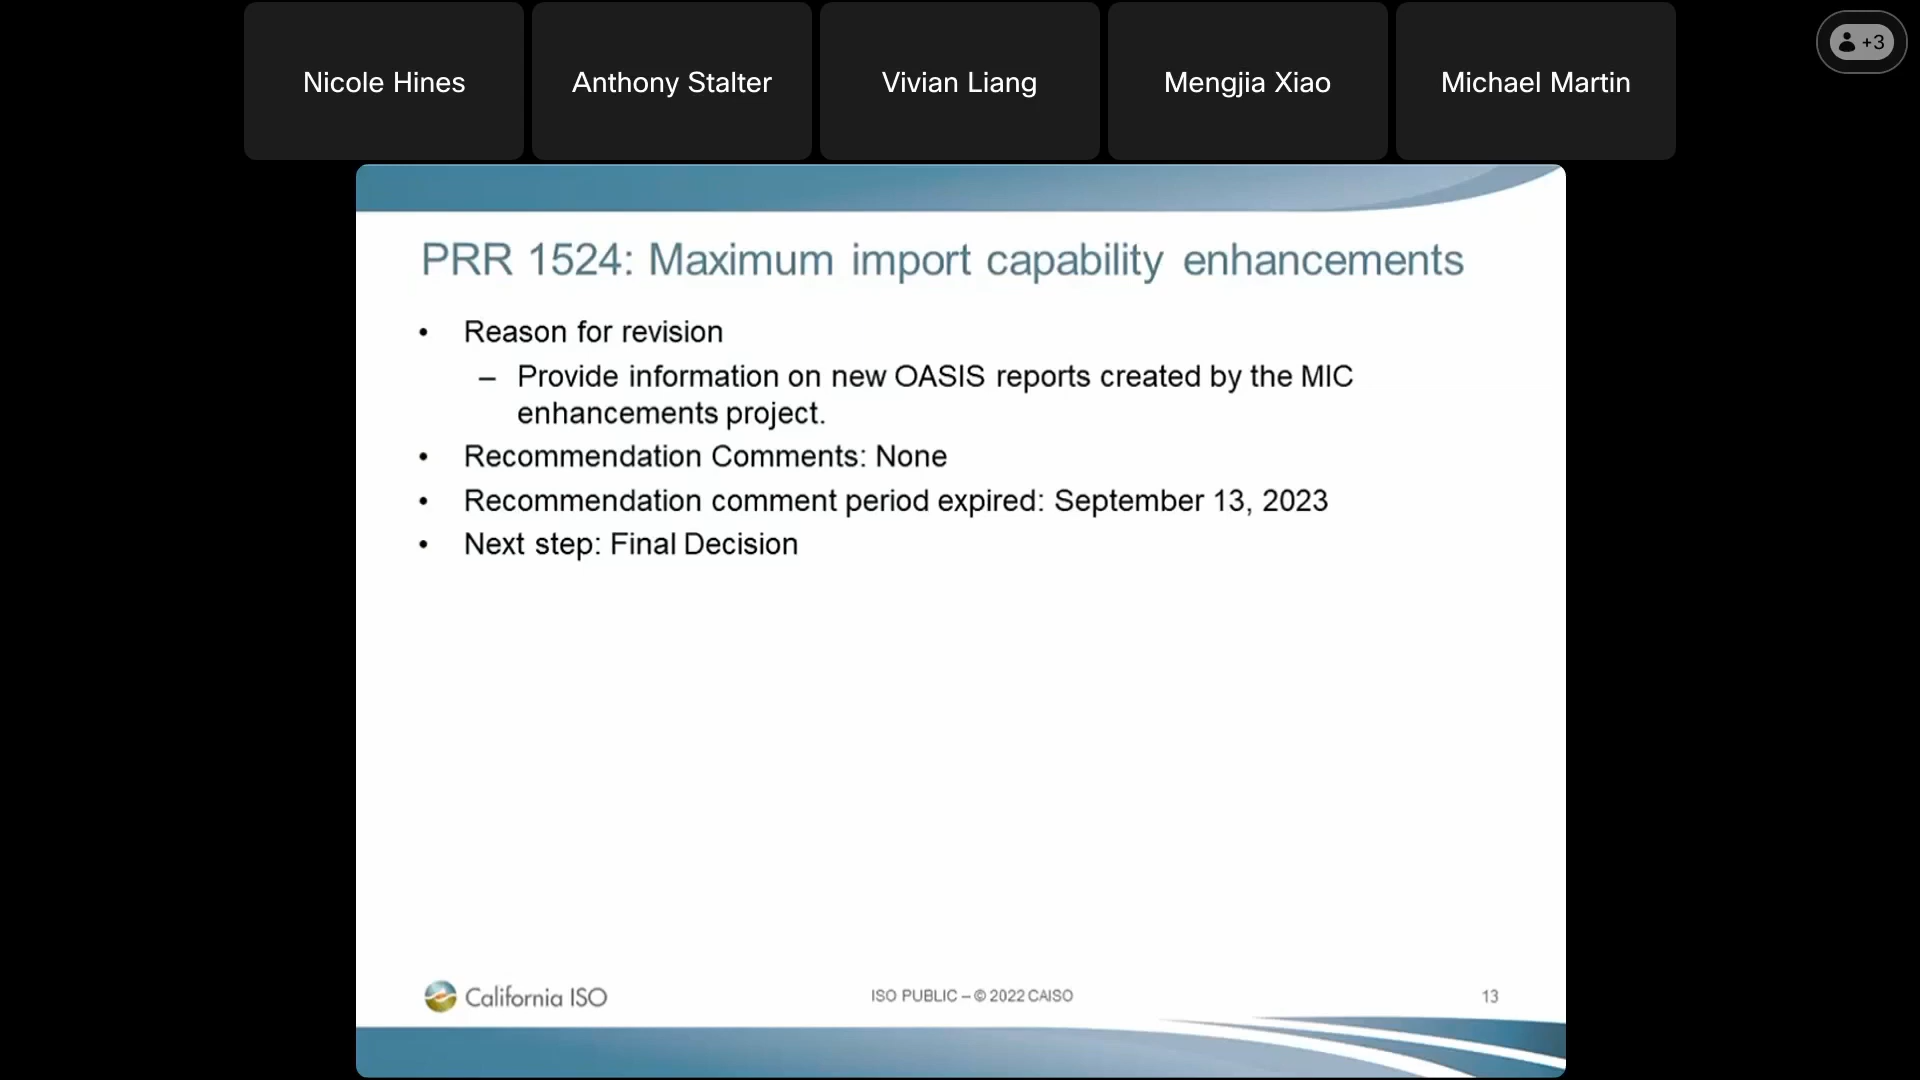 Nicole Hines
Anthony Stalter
Vivian Liang
Mengjia Xiao
Michael Martin
+3
PRR 1524: Maximum import capability enhancements
• Reason for revision
– Provide information on new OASIS reports created by the MIC
enhancements project.
• Recommendation Comments: None
• Recommendation comment period expired: September 13, 2023
• Next step: Final Decision
California ISO
ISO PUBLIC – © 2022 CAISO
13